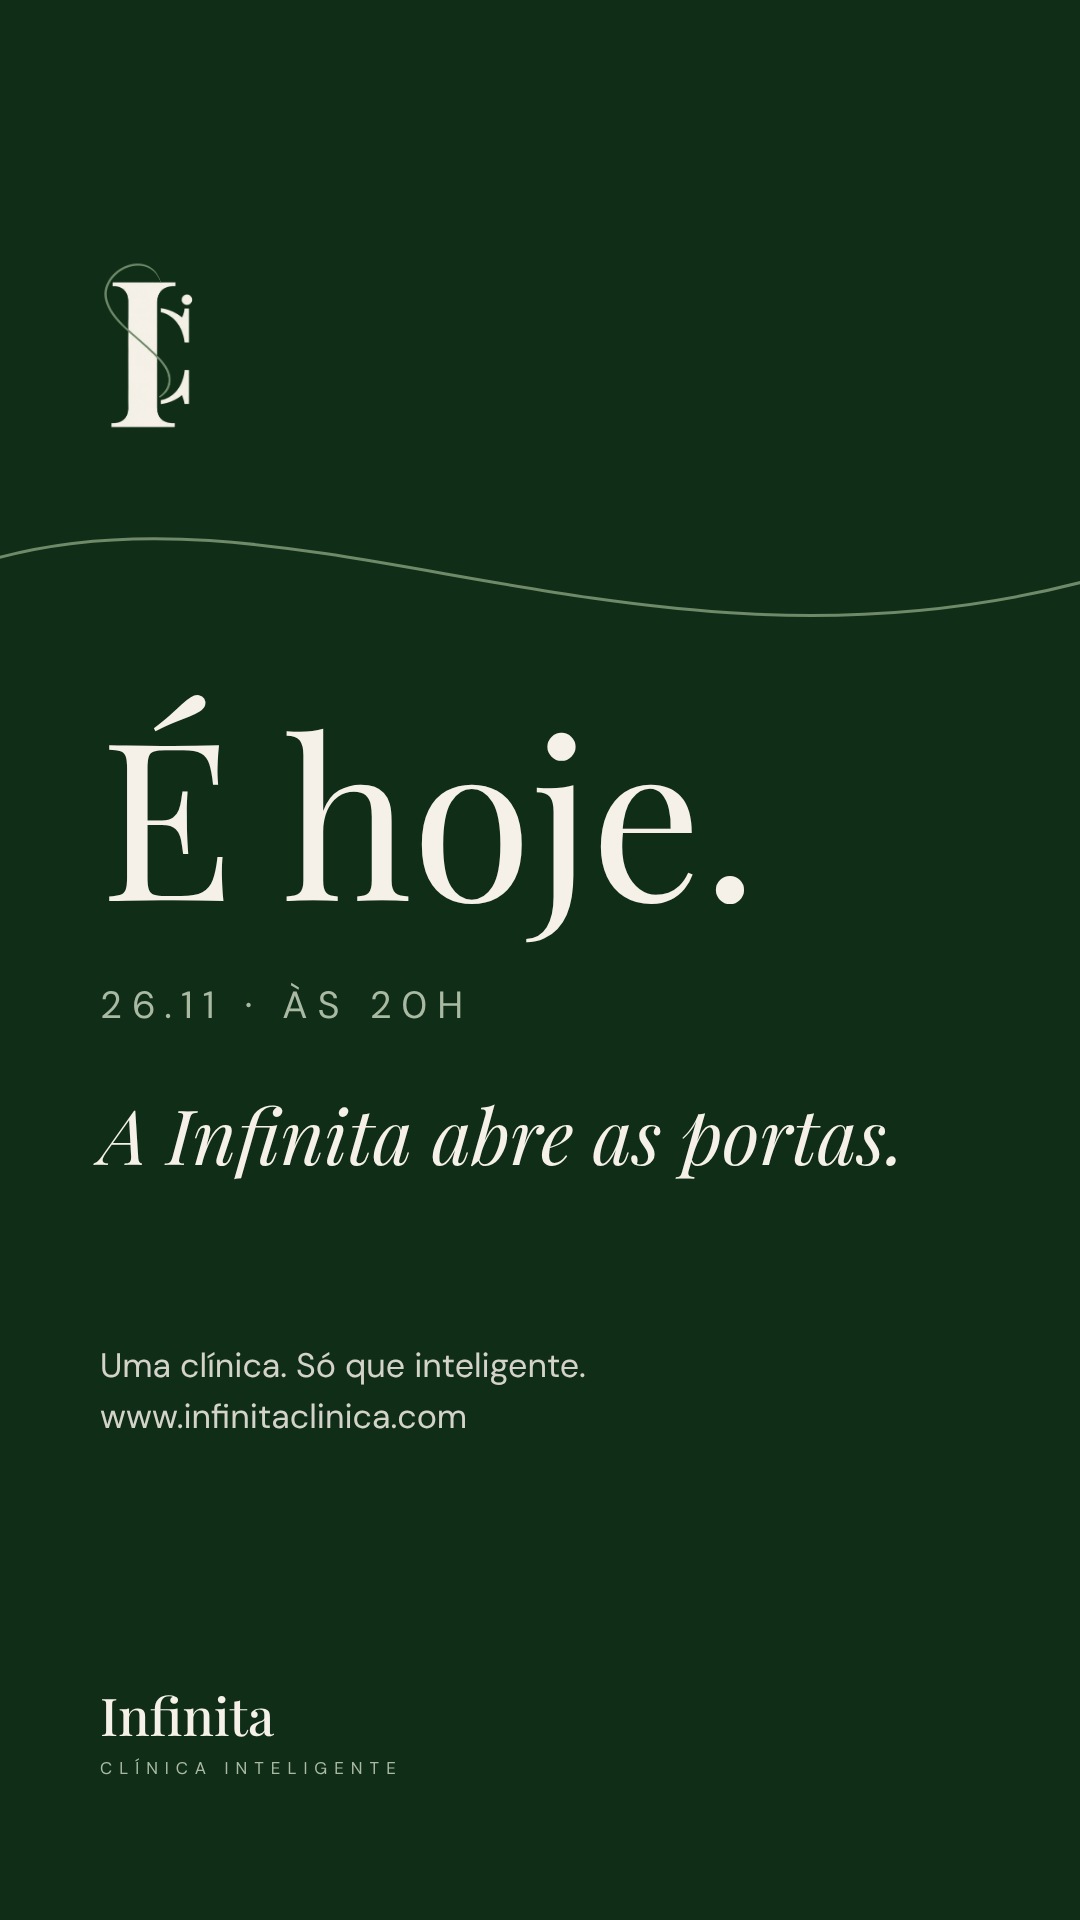 É hoje.
26.11 · ÀS 20H
A Infinita abre as portas.
Uma clínica. Só que inteligente.
www.infinitaclinica.com
Infinita
CLÍNICA INTELIGENTE